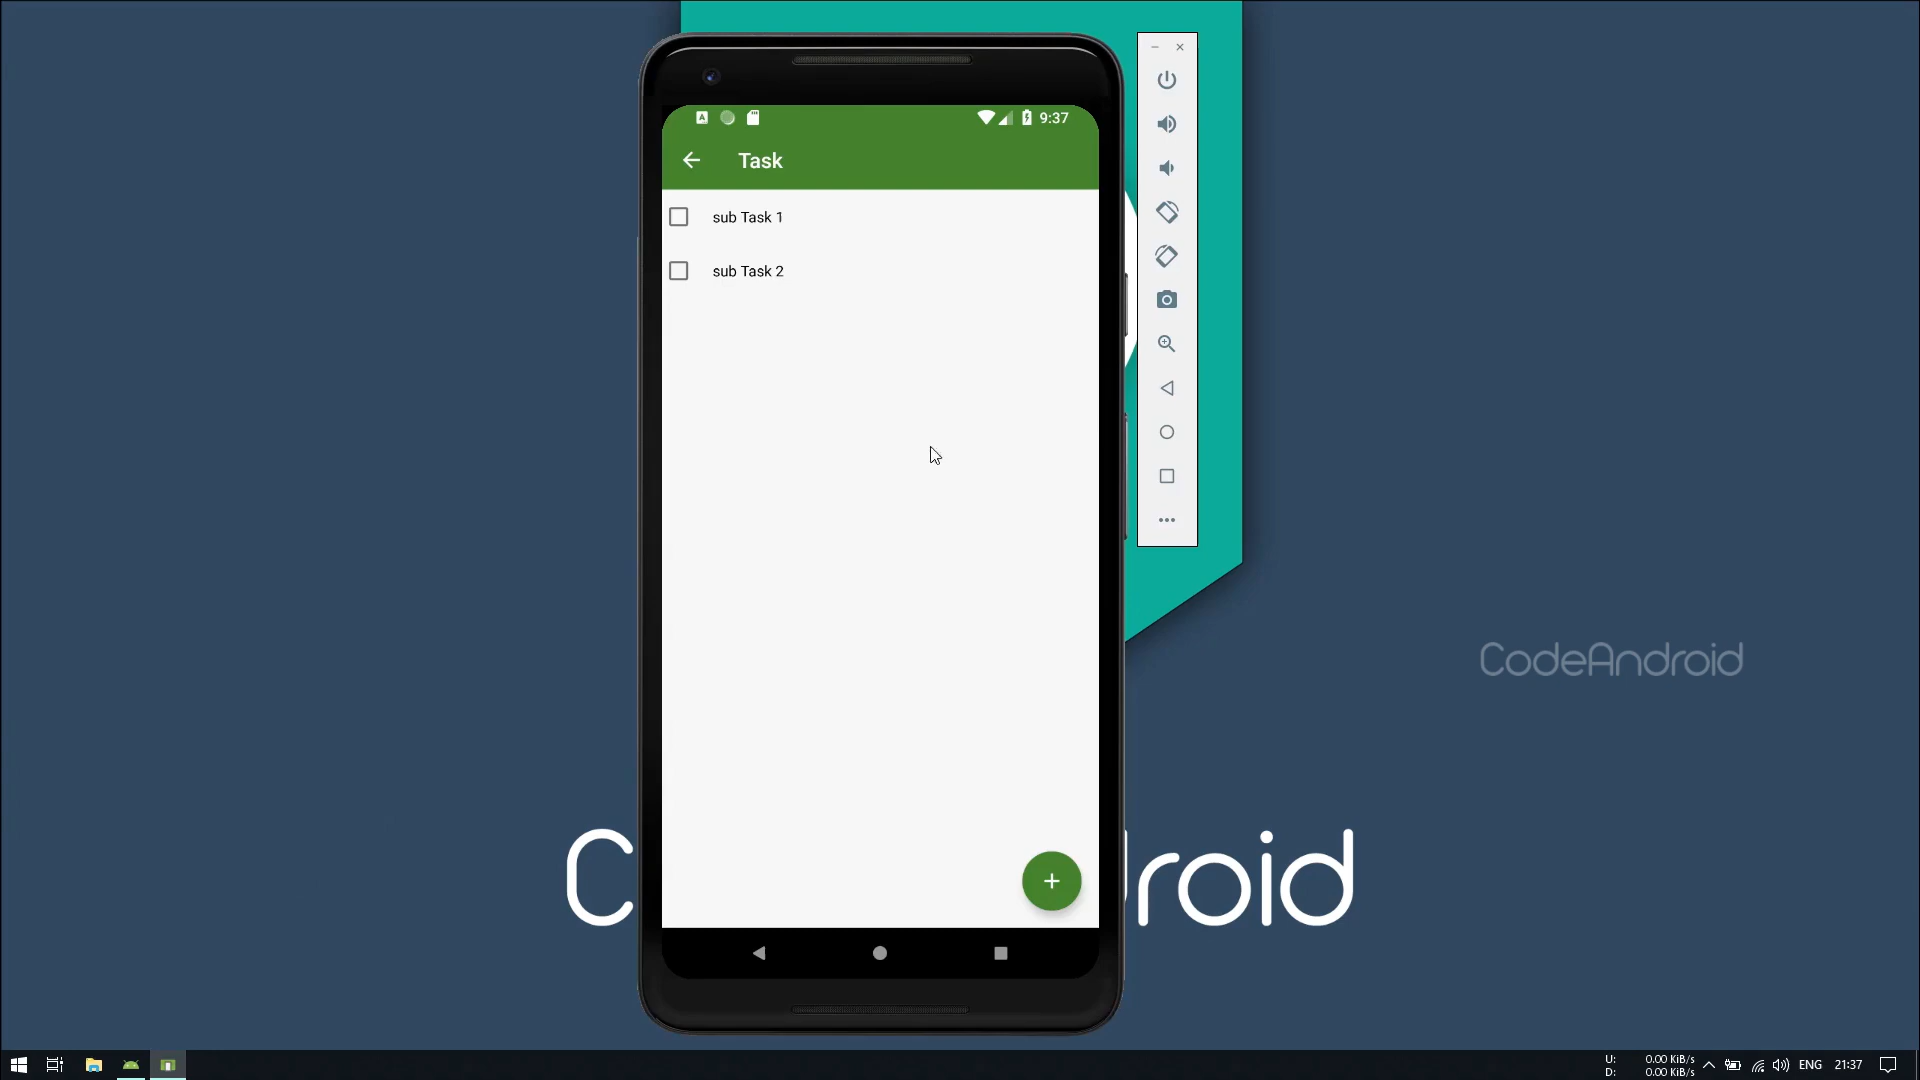 9:37
Task
sub Task 1
sub Task 2
CodeAndroid
C
droid
U: 0.00 KiB/s
D: 0.00 KiB/s
ENG
21:37